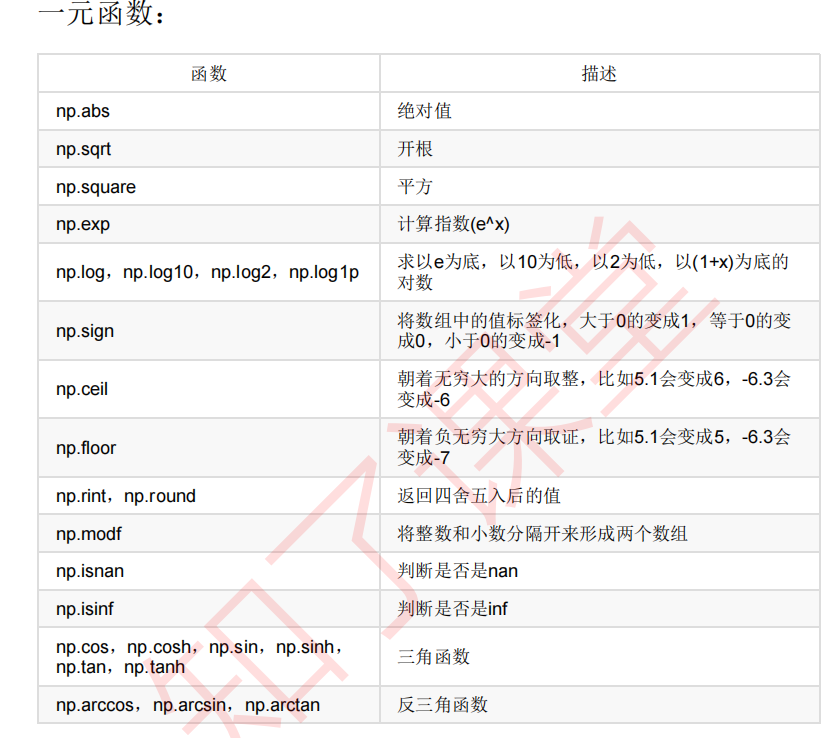 一元函数：
函数 描述
np.abs 绝对值
np.sqrt 开根
np.square 平方
np.exp 计算指数(e^x)
np.log，np.log10，np.log2，np.log1p 求以e为底，以10为低，以2为低，以(1+x)为底的
对数
np.sign 将数组中的值标签化，大于0的变成1，等于0的变
成0，小于0的变成-1
np.ceil 朝着无穷大的方向取整，比如5.1会变成6，-6.3会
变成-6
np.floor 朝着负无穷大方向取证，比如5.1会变成5，-6.3会
变成-7
np.rint，np.round 返回四舍五入后的值
np.modf 将整数和小数分隔开来形成两个数组
np.isnan 判断是否是nan
np.isinf 判断是否是inf
np.cos，np.cosh，np.sin，np.sinh，
np.tan，np.tanh 三角函数
np.arccos，np.arcsin，np.arctan 反三角函数
知了课堂